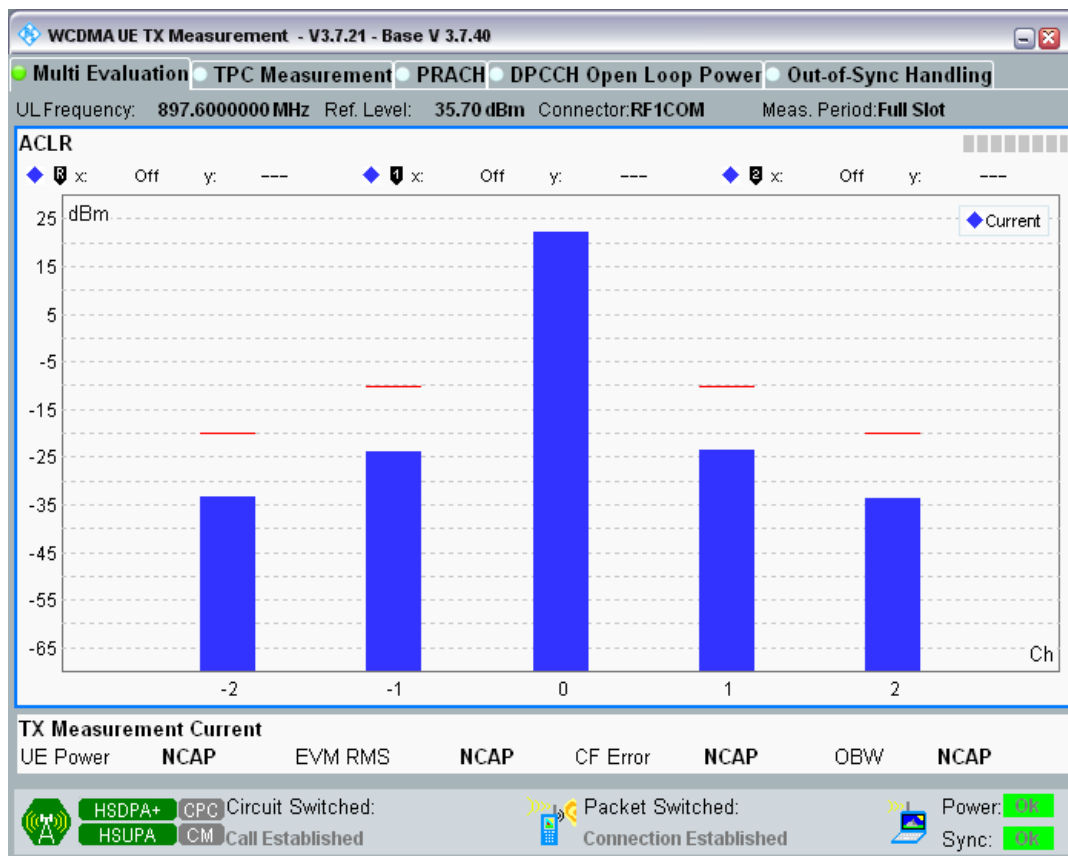 WCDMA UE TX Measurement - V3.7.21 - Base V 3.7.40
Multi Evaluation TPC Measurement PRACH DPCCH Open Loop Power Out-of-Sync Handling
UL Frequency: 897.6000000 MHz Ref. Level: 35.70 dBm Connector:RF1COM Meas. Period:Full Slot
ACLR
R x: Off y: --- 1 x: Off y: --- 2 x: Off y: ---
dBm
Current
25
15
5
-5
-15
-25
-35
-45
-55
-65
Ch
-2 -1 0 1 2
TX Measurement Current
UE Power NCAP EVM RMS NCAP CF Error NCAP OBW NCAP
HSDPA+ CPC Circuit Switched: Packet Switched: Power: OK
HSUPA CM Call Established Connection Established Sync: OK